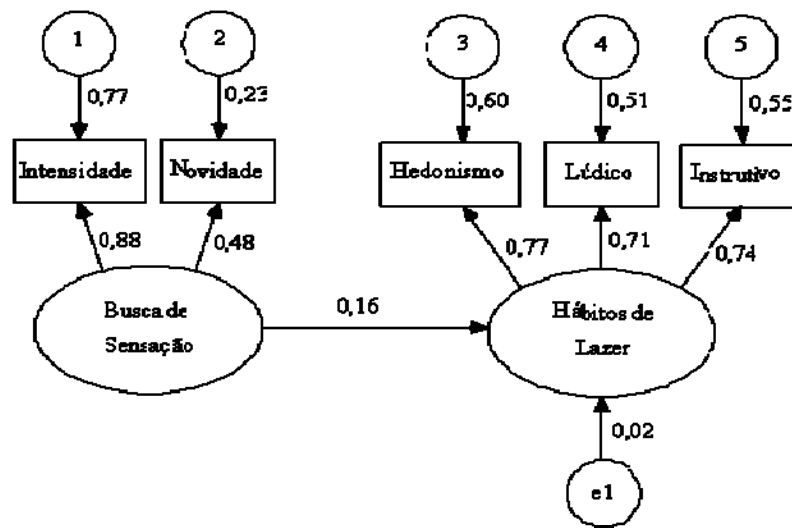 1
2
3
4
5
0,77
0,23
0,60
0,51
0,55
Intensidade
Novidade
Hedonismo
Lúdico
Instrutivo
0,88
0,48
0,77
0,71
0,74
Busca de
Sensação
0,16
Hábitos de
Lazer
0,02
e1